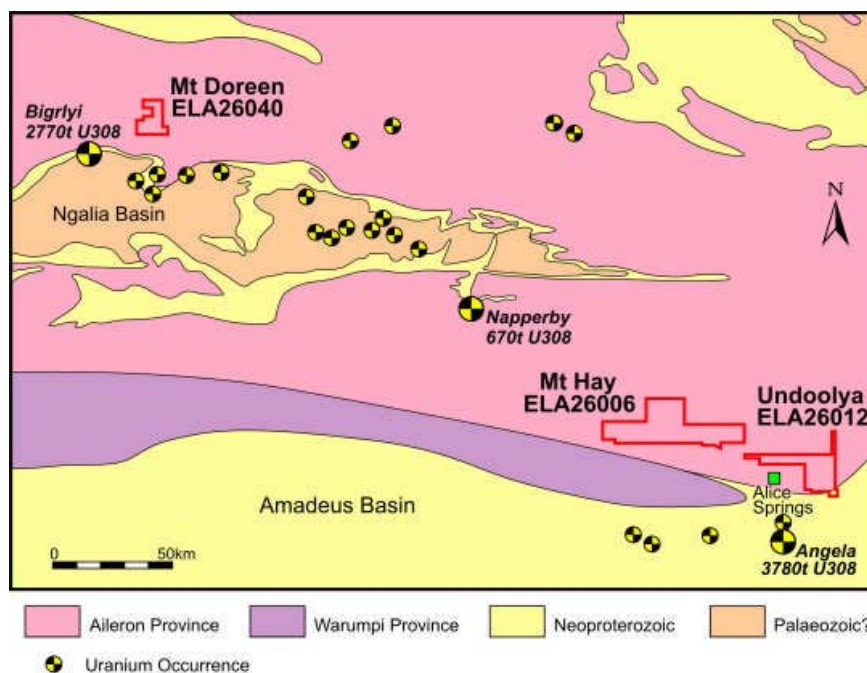 Mt Doreen
ELA26040
Bigrlyi
2770t U308
Ngalia Basin
N
Napperby
670t U308
Mt Hay
ELA26006
Undoolya
ELA26012
Alice
Springs
Amadeus Basin
0 50km
Angela
3780t U308
Aileron Province
Warumpi Province
Neoproterozoic
Palaeozoic?
Uranium Occurrence